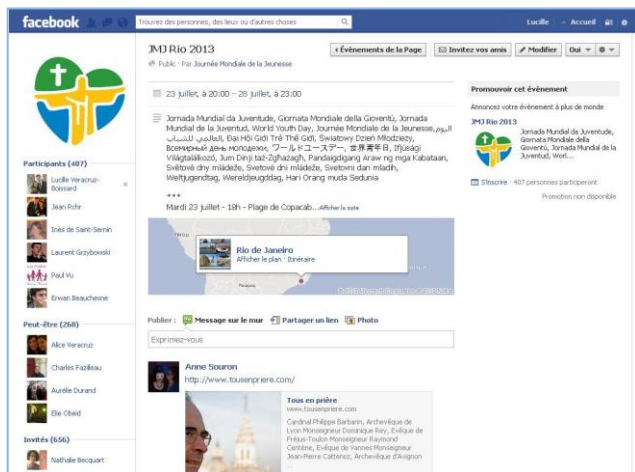 facebook
Trouvez des personnes, des lieux ou d'autres choses
Lucille
Accueil
JMJ Rio 2013
Évènements de la Page
Invitez vos amis
Modifier
Oui
Public · Par Journée Mondiale de la Jeunesse
23 juillet, à 20:00 – 28 juillet, à 23:00
Jornada Mundial da Juventude, Giornata Mondiale della Gioventù, Jornada
Mundial de la Juventud, World Youth Day, Journée Mondiale de la Jeunesse,اليوم
العالمي للشباب, Đại Hội Giới Trẻ Thế Giới, Światowy Dzień Młodzieży,
Всемирный день молодежи, ワールドユースデー, 世界青年日, Ifjúsági
Világtalálkozó, Jum Dinji taż-Żgħażagħ, Pandaigdigang Araw ng mga Kabataan,
Světové dny mládeže, Svetové dni mládeže, Svetovni dan mladih,
Weltjugendtag, Wereldjeugddag, Hari Orang muda Sedunia
***
Mardi 23 juillet - 18h - Plage de Copacab...Afficher la suite
Rio de Janeiro
Afficher le plan · Itinéraire
Paraguay
Publier :
Message sur le mur
Partager un lien
Photo
Exprimez-vous
Anne Souron
http://www.tousenpriere.com/
Tous en prière
www.tousenpriere.com
Cardinal Philippe Barbarin, Archevêque de
Lyon Monseigneur Dominique Rey, Evêque de
Fréjus-Toulon Monseigneur Raymond
Centène, Evêque de Vannes Monseigneur
Jean-Pierre Cattenoz, Archevêque d'Avignon
...
Participants (407)
Lucille Veracruz-
Boissard
Jean Rohr
Inès de Saint-Sernin
Laurent Grzybowski
Paul Vu
Erwan Beauchesne
Peut-être (268)
Alice Veracruz
Charles Fazilleau
Aurélie Durand
Elie Obeid
Invités (656)
Nathalie Becquart
Promouvoir cet évènement
Annoncez votre évènement à plus de monde
JMJ Rio 2013
Jornada Mundial da Juventude,
Giornata Mondiale della
Gioventù, Jornada Mundial de la
Juventud, Worl...
S'inscrire · 407 personnes participeront
Promotion non disponible